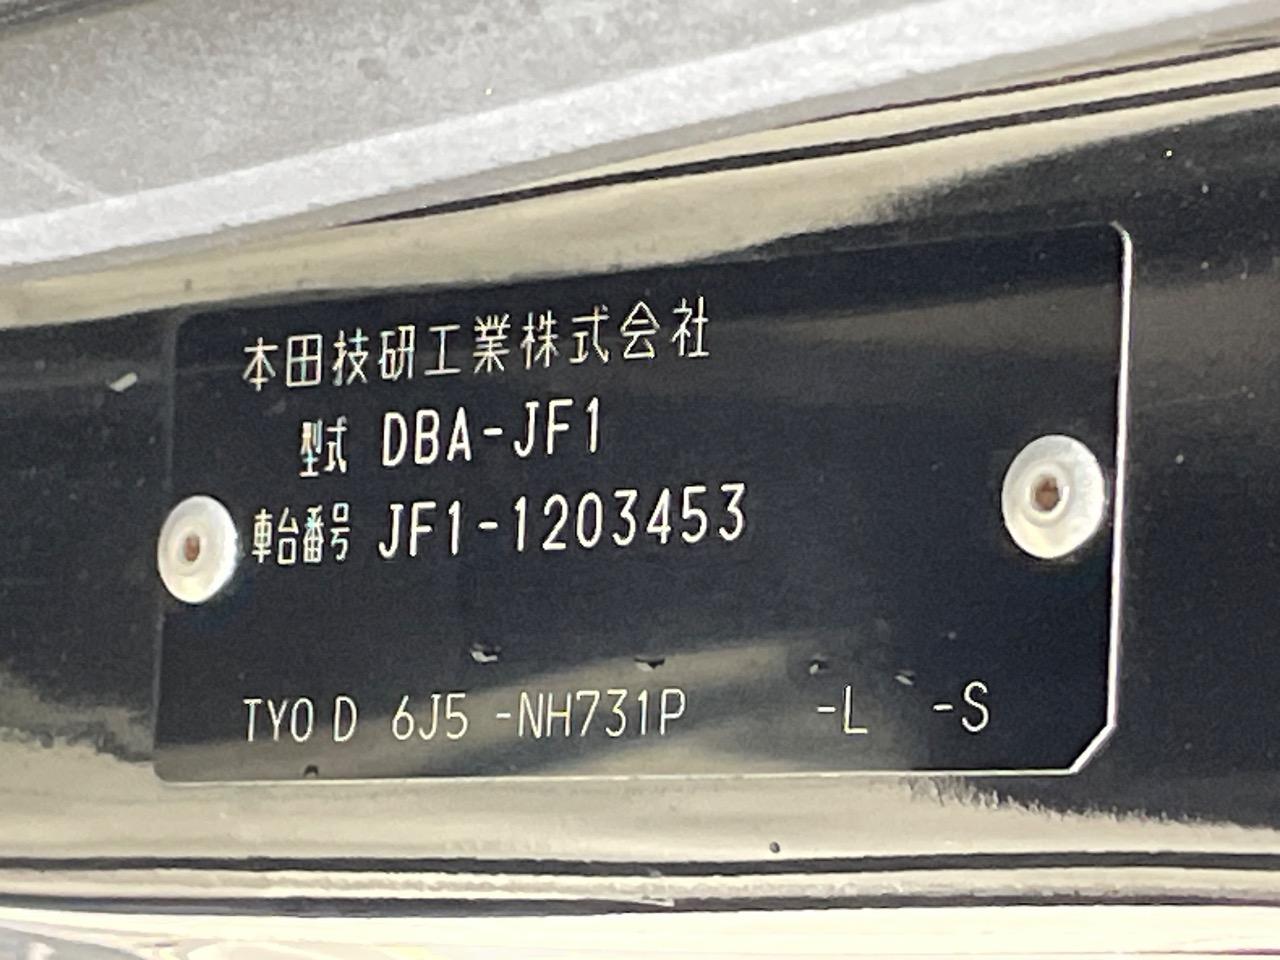 本田技研工業株式会社
型式 DBA-JF1
車台番号 JF1-1203453
TYO D 6J5 -NH731P -L -S